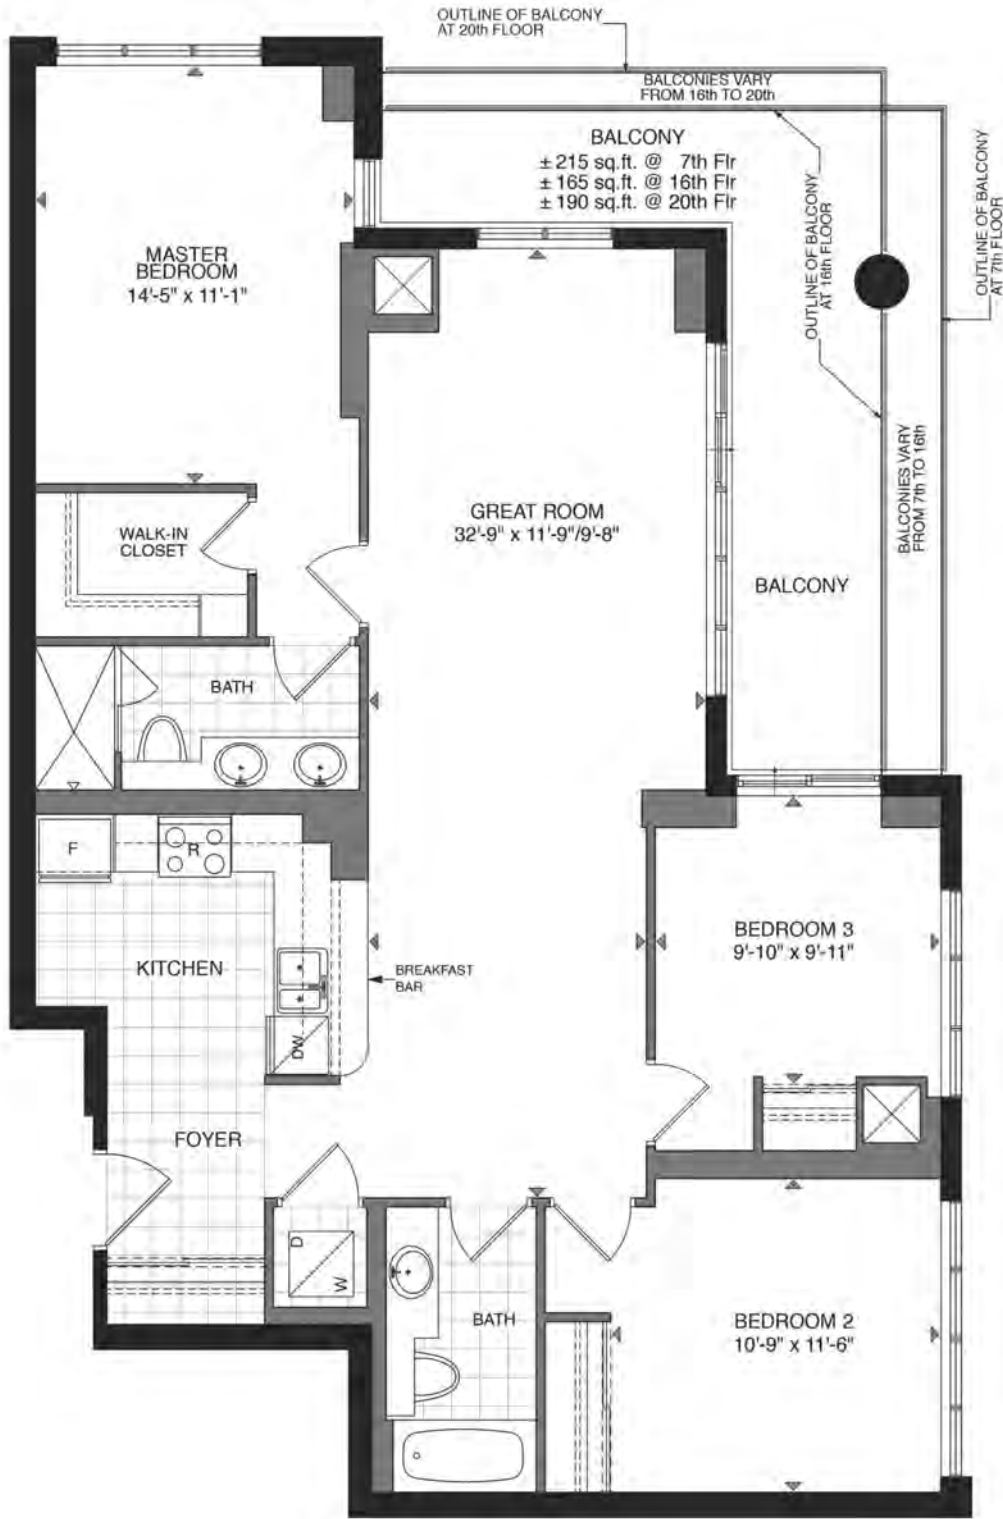 OUTLINE OF BALCONY
AT 20th FLOOR
BALCONIES VARY
FROM 16th TO 20th
BALCONY
± 215 sq.ft. @ 7th Flr
± 165 sq.ft. @ 16th Flr
± 190 sq.ft. @ 20th Flr
OUTLINE OF BALCONY
AT 16th FLOOR
OUTLINE OF BALCONY
AT 7th FLOOR
MASTER
BEDROOM
14'-5" x 11'-1"
GREAT ROOM
32'-9" x 11'-9"/9'-8"
BALCONIES VARY
FROM 7th TO 16th
WALK-IN
CLOSET
BALCONY
BATH
F
R
KITCHEN
BREAKFAST
BAR
BEDROOM 3
9'-10" x 9'-11"
DW
FOYER
D
W
BATH
BEDROOM 2
10'-9" x 11'-6"